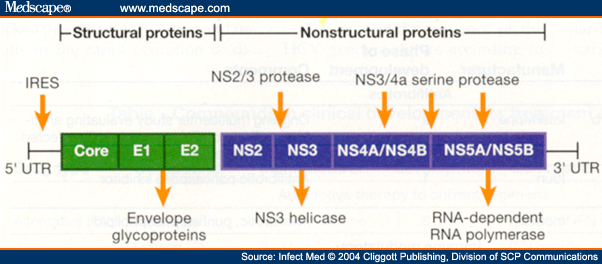 Medscape® www.medscape.com
Structural proteins Nonstructural proteins
IRES NS2/3 protease NS3/4a serine protease
Core E1 E2 NS2 NS3 NS4A/NS4B NS5A/NS5B
5' UTR 3' UTR
Envelope
glycoproteins
NS3 helicase
RNA-dependent
RNA polymerase
Source: Infect Med © 2004 Cliggott Publishing, Division of SCP Communications